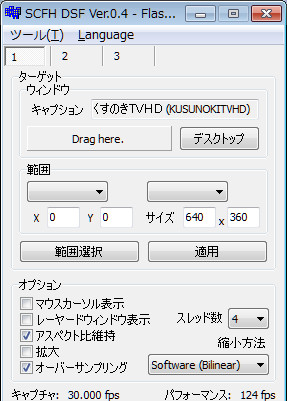 SCFH DSF Ver.0.4 - Flas...
ツール(T) Language
1 2 3
ターゲット
ウィンドウ
キャプション くすのきTVHD (KUSUNOKITVHD)
Drag here. デスクトップ
範囲
X 0 Y 0 サイズ 640 x 360
範囲選択 適用
オプション
マウスカーソル表示
レーヤードウィンドウ表示 スレッド数 4
アスペクト比維持
拡大 縮小方法
オーバーサンプリング Software (Bilinear)
キャプチャ: 30.000 fps パフォーマンス: 124 fps